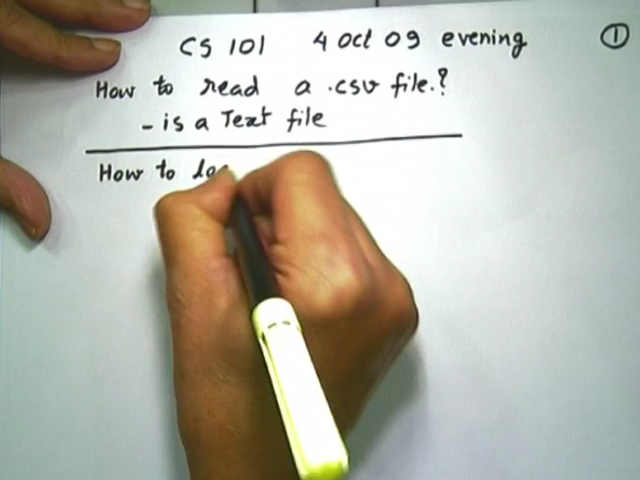 CS 101 4 Oct 09 evening ①
How to read a .csv file.?
- is a Text file
How to